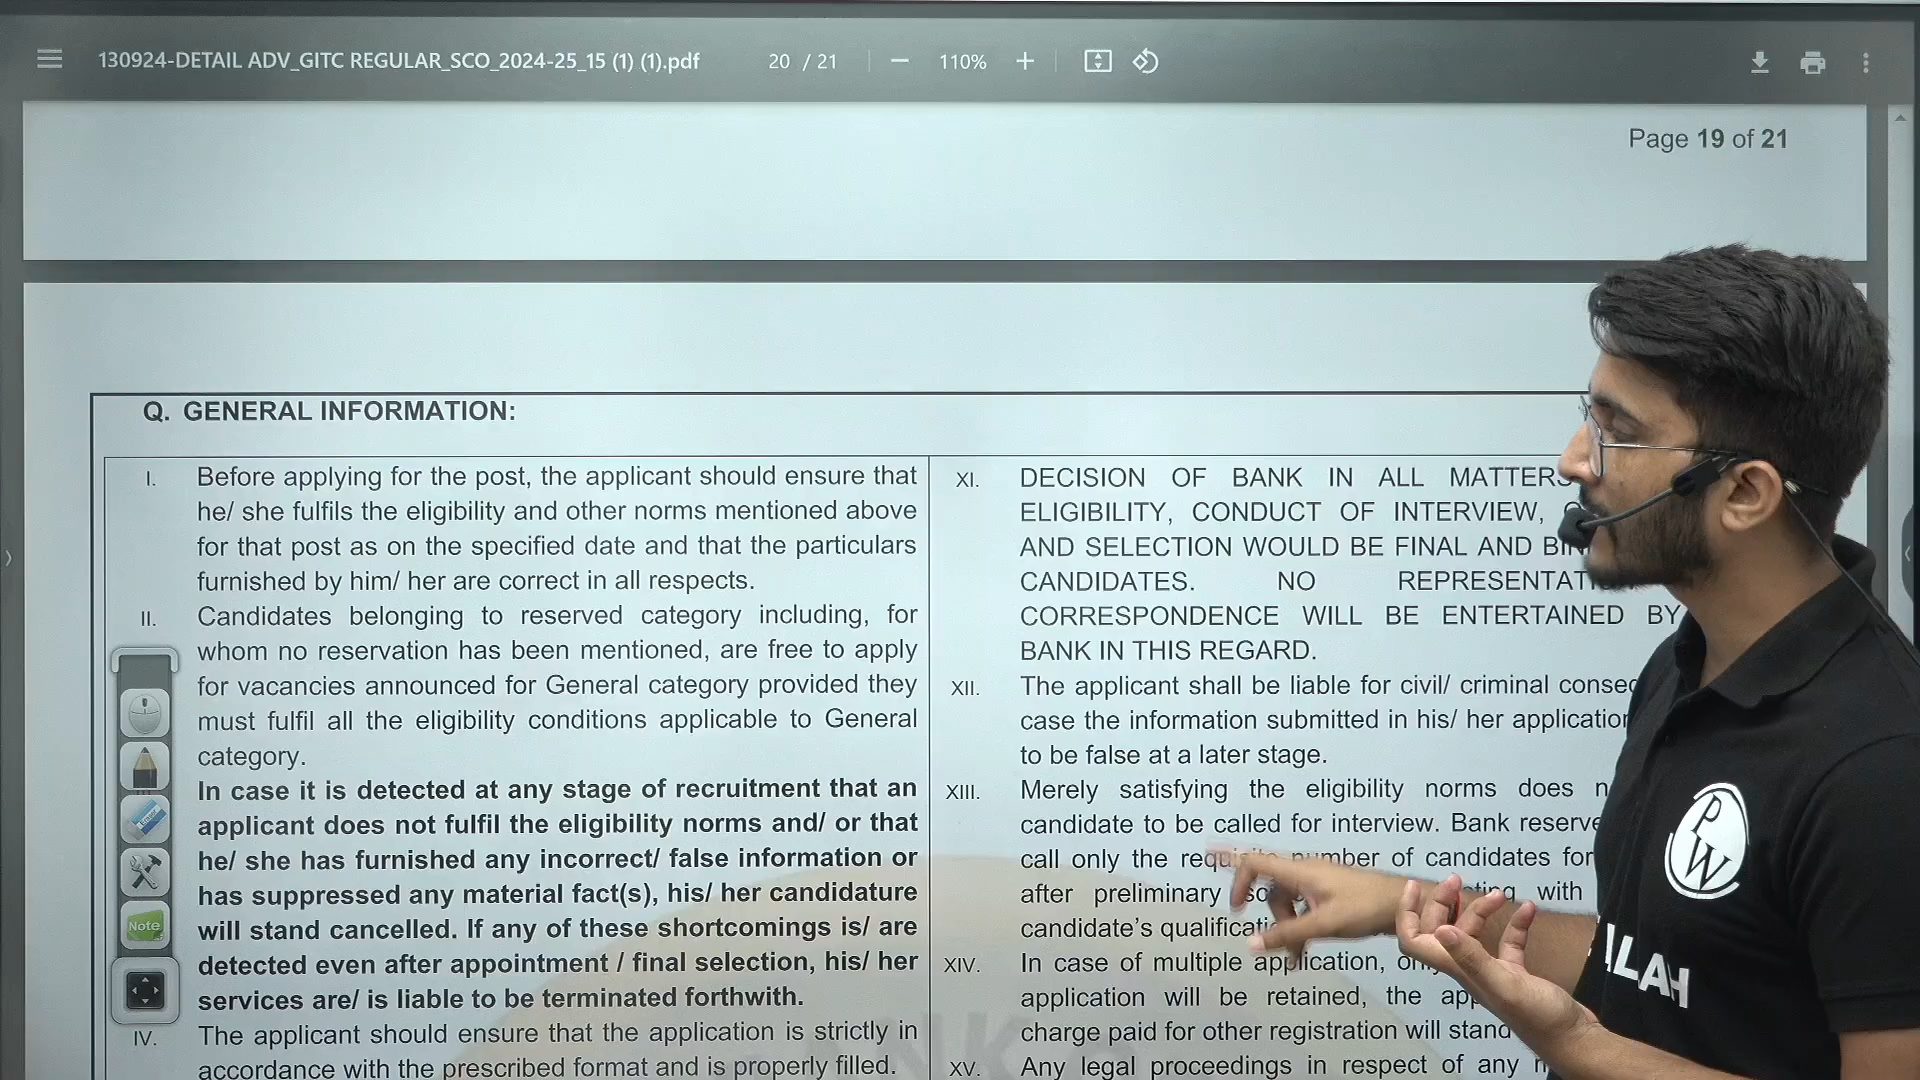 130924-DETAIL ADV_GITC REGULAR_SCO_2024-25_15 (1) (1).pdf
20 / 21
110%
Page 19 of 21
Q. GENERAL INFORMATION:
I. Before applying for the post, the applicant should ensure that
he/ she fulfils the eligibility and other norms mentioned above
for that post as on the specified date and that the particulars
furnished by him/ her are correct in all respects.
II. Candidates belonging to reserved category including, for
whom no reservation has been mentioned, are free to apply
for vacancies announced for General category provided they
must fulfil all the eligibility conditions applicable to General
category.
In case it is detected at any stage of recruitment that an
applicant does not fulfil the eligibility norms and/ or that
he/ she has furnished any incorrect/ false information or
has suppressed any material fact(s), his/ her candidature
will stand cancelled. If any of these shortcomings is/ are
detected even after appointment / final selection, his/ her
services are/ is liable to be terminated forthwith.
IV. The applicant should ensure that the application is strictly in
accordance with the prescribed format and is properly filled.
XI. DECISION OF BANK IN ALL MATTERS
ELIGIBILITY, CONDUCT OF INTERVIEW,
AND SELECTION WOULD BE FINAL AND
CANDIDATES. NO
CORRESPONDENCE WILL BE ENTERTAINED BY
BANK IN THIS REGARD.
XII. The applicant shall be liable for civil/ criminal
case the information submitted in his/ her application
to be false at a later stage.
XIII. Merely satisfying the eligibility norms does
candidate to be called for interview. Bank
call only the number of candidates for
after preliminary with
candidate's
XIV. In case of multiple application,
application will be retained, the
charge paid for other registration will stand
XV. Any legal proceedings in respect of any
Note
PW